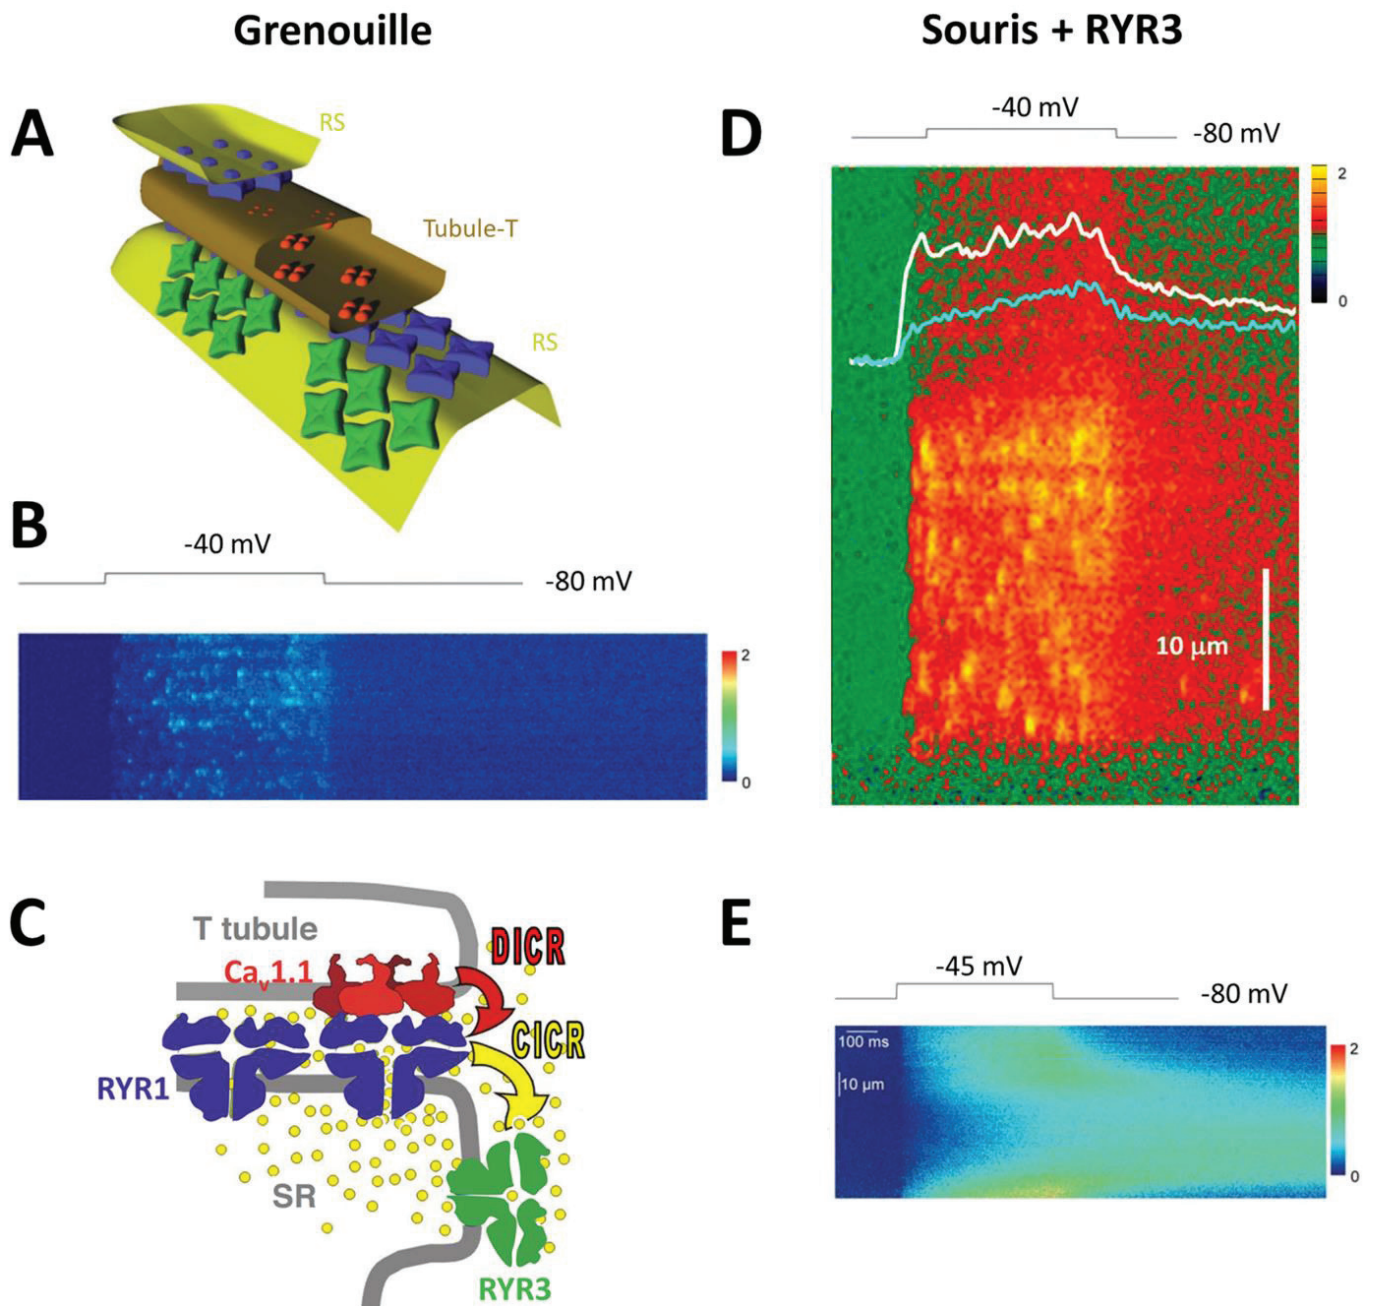 Grenouille
Souris + RYR3
A
RS
Tubule-T
RS
B
-40 mV
-80 mV
2
0
C
T tubule
Cav1.1
DICR
CICR
RYR1
SR
RYR3
D
-40 mV
-80 mV
2
0
10 µm
E
-45 mV
-80 mV
100 ms
10 µm
2
0